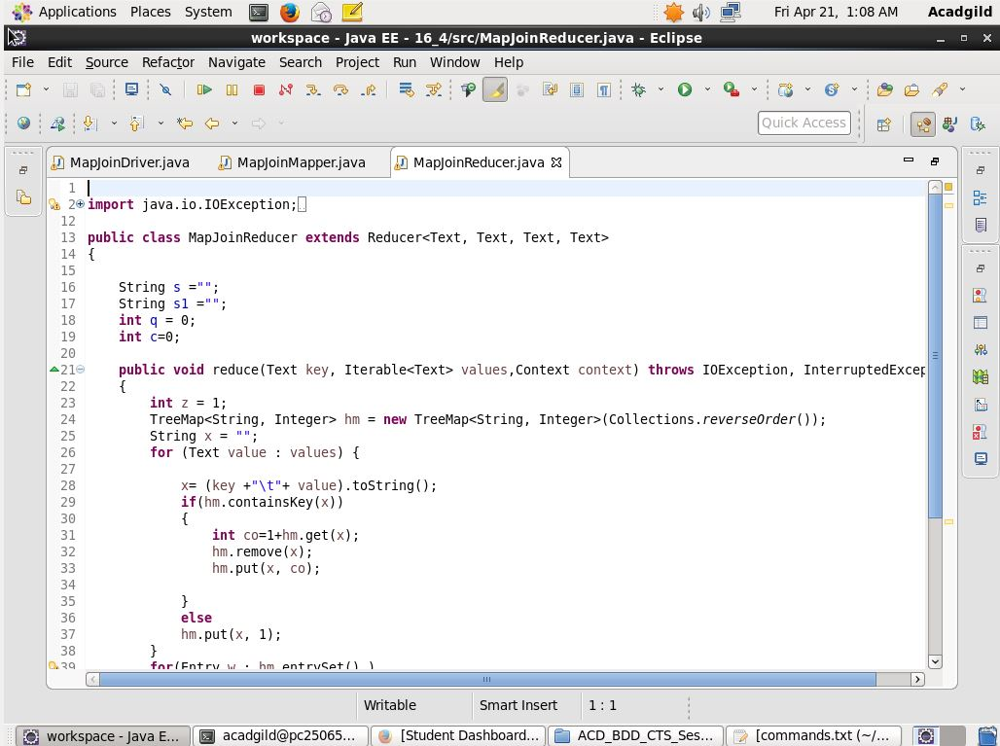 Applications Places System Fri Apr 21, 1:08 AM Acadgild
workspace - Java EE - 16_4/src/MapJoinReducer.java - Eclipse
File Edit Source Refactor Navigate Search Project Run Window Help
Quick Access
MapJoinDriver.java MapJoinMapper.java MapJoinReducer.java
1
2 import java.io.IOException;
12
13 public class MapJoinReducer extends Reducer<Text, Text, Text, Text>
14 {
15
16 String s ="";
17 String s1 ="";
18 int q = 0;
19 int c=0;
20
21 public void reduce(Text key, Iterable<Text> values,Context context) throws IOException, InterruptedExcep
22 {
23 int z = 1;
24 TreeMap<String, Integer> hm = new TreeMap<String, Integer>(Collections.reverseOrder());
25 String x = "";
26 for (Text value : values) {
27
28 x= (key +"\t"+ value).toString();
29 if(hm.containsKey(x))
30 {
31 int co=1+hm.get(x);
32 hm.remove(x);
33 hm.put(x, co);
34
35 }
36 else
37 hm.put(x, 1);
38 }
39 for(Entry w : hm.entrySet() )
Writable Smart Insert 1 : 1
workspace - Java E... acadgild@pc25065... [Student Dashboard... ACD_BDD_CTS_Ses... [commands.txt (~/...